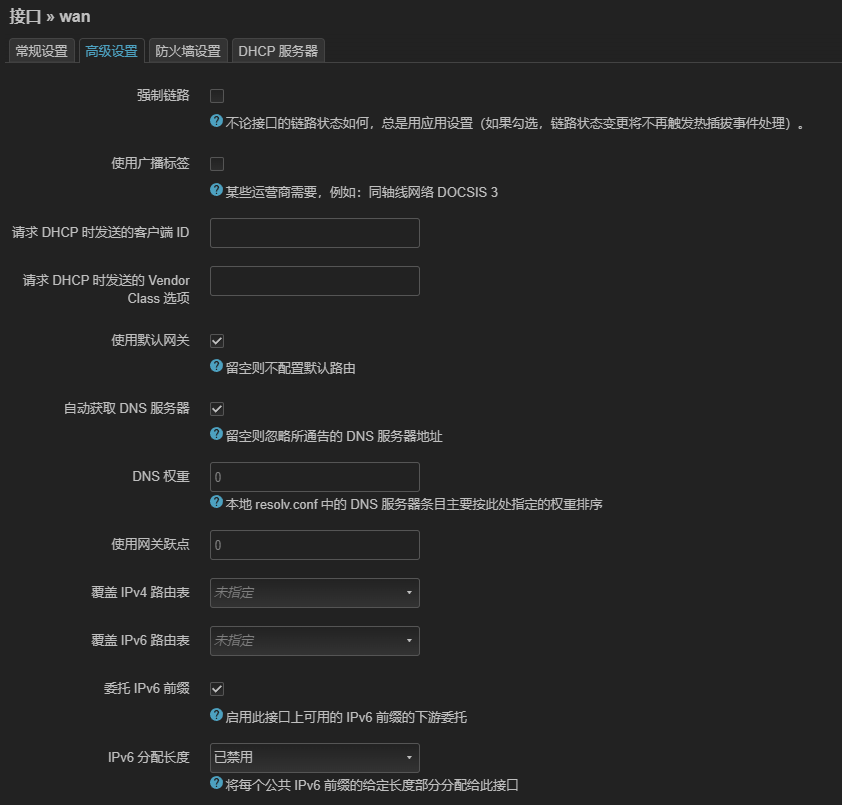 接口 » wan
常规设置 高级设置 防火墙设置 DHCP 服务器
强制链路
不论接口的链路状态如何，总是用应用设置（如果勾选，链路状态变更将不再触发热插拔事件处理）。
使用广播标签
某些运营商需要，例如：同轴线网络 DOCSIS 3
请求 DHCP 时发送的客户端 ID
请求 DHCP 时发送的 Vendor
Class 选项
使用默认网关
留空则不配置默认路由
自动获取 DNS 服务器
留空则忽略所通告的 DNS 服务器地址
DNS 权重 0
本地 resolv.conf 中的 DNS 服务器条目主要按此处指定的权重排序
使用网关跃点 0
覆盖 IPv4 路由表 未指定
覆盖 IPv6 路由表 未指定
委托 IPv6 前缀
启用此接口上可用的 IPv6 前缀的下游委托
IPv6 分配长度 已禁用
将每个公共 IPv6 前缀的给定长度部分分配给此接口